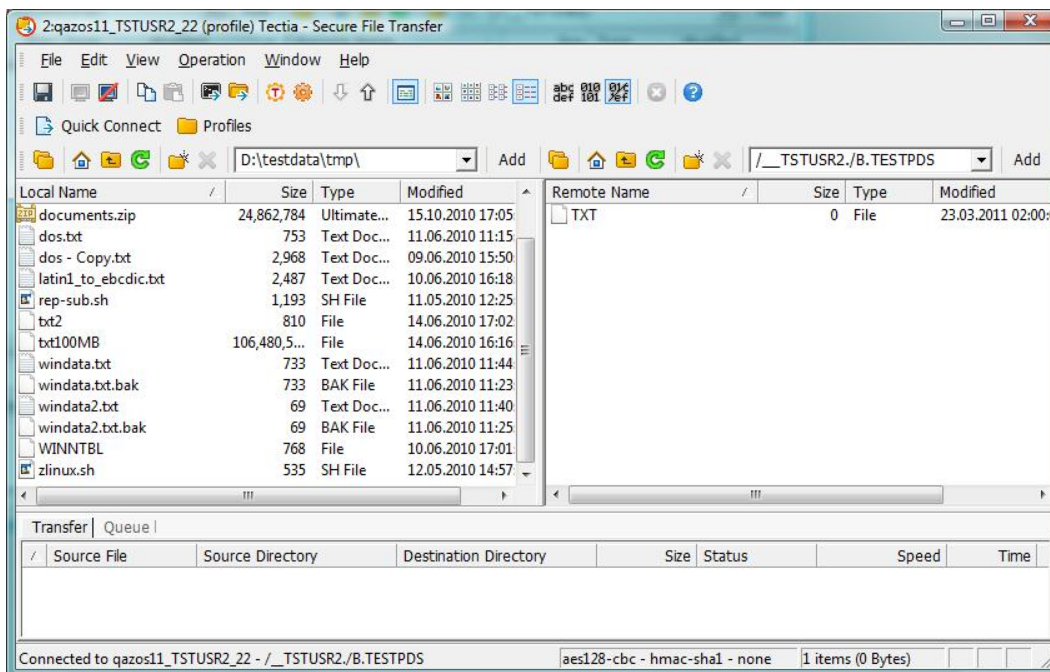 2:qazos11_TSTUSR2_22 (profile) Tectia - Secure File Transfer
File Edit View Operation Window Help
abc def 010 101
Quick Connect Profiles
D:\testdata\tmp\ Add /__TSTUSR2./B.TESTPDS Add
Local Name / Size Type Modified Remote Name / Size Type Modified
documents.zip 24,862,784 Ultimate... 15.10.2010 17:05: TXT 0 File 23.03.2011 02:00:
dos.txt 753 Text Doc... 11.06.2010 11:15:
dos - Copy.txt 2,968 Text Doc... 09.06.2010 15:50:
latin1_to_ebcdic.txt 2,487 Text Doc... 10.06.2010 16:18:
rep-sub.sh 1,193 SH File 11.05.2010 12:25:
txt2 810 File 14.06.2010 17:02:
txt100MB 106,480,5... File 14.06.2010 16:16:
windata.txt 733 Text Doc... 11.06.2010 11:44:
windata.txt.bak 733 BAK File 11.06.2010 11:23:
windata2.txt 69 Text Doc... 11.06.2010 11:40:
windata2.txt.bak 69 BAK File 11.06.2010 11:25:
WINNTBL 768 File 10.06.2010 17:01:
zlinux.sh 535 SH File 12.05.2010 14:57:
Transfer Queue
/ Source File Source Directory Destination Directory Size Status Speed Time
Connected to qazos11_TSTUSR2_22 - /__TSTUSR2./B.TESTPDS aes128-cbc - hmac-sha1 - none 1 items (0 Bytes)